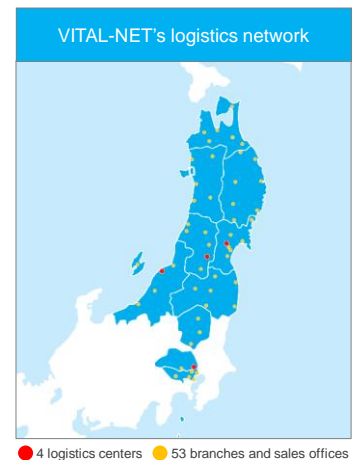 VITAL-NET's logistics network
4 logistics centers 53 branches and sales offices